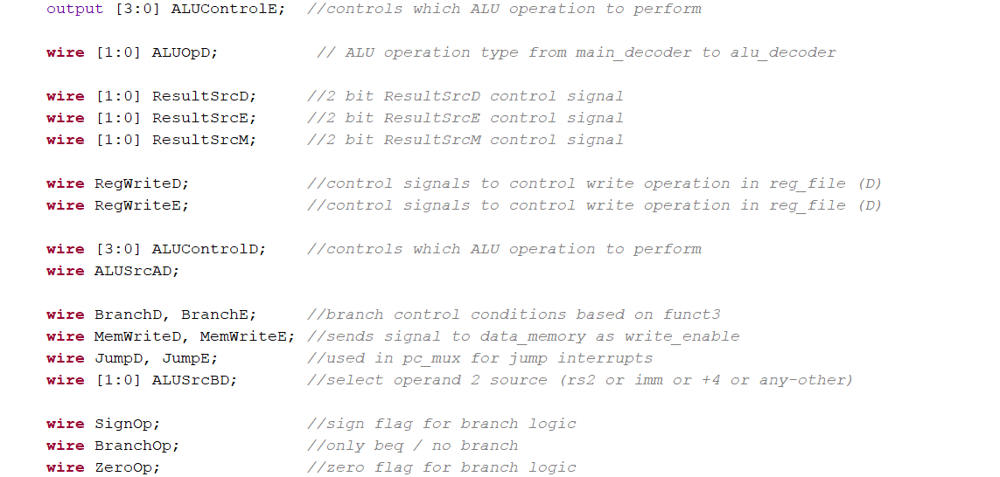 output [3:0] ALUControlE; //controls which ALU operation to perform
wire [1:0] ALUOpD; // ALU operation type from main_decoder to alu_decoder
wire [1:0] ResultSrcD; //2 bit ResultSrcD control signal
wire [1:0] ResultSrcE; //2 bit ResultSrcE control signal
wire [1:0] ResultSrcM; //2 bit ResultSrcM control signal
wire RegWriteD; //control signals to control write operation in reg_file (D)
wire RegWriteE; //control signals to control write operation in reg_file (D)
wire [3:0] ALUControlD; //controls which ALU operation to perform
wire ALUSrcAD;
wire BranchD, BranchE; //branch control conditions based on funct3
wire MemWriteD, MemWriteE; //sends signal to data_memory as write_enable
wire JumpD, JumpE; //used in pc_mux for jump interrupts
wire [1:0] ALUSrcBD; //select operand 2 source (rs2 or imm or +4 or any-other)
wire SignOp; //sign flag for branch logic
wire BranchOp; //only beq / no branch
wire ZeroOp; //zero flag for branch logic